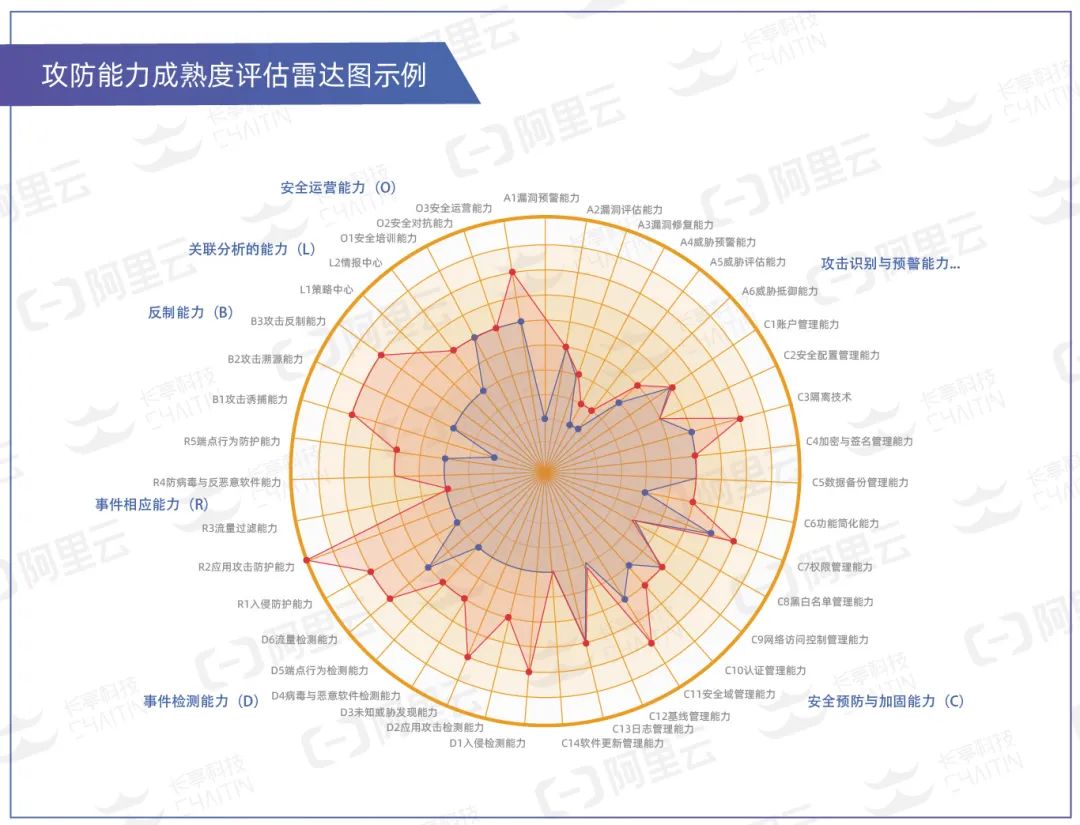 攻防能力成熟度评估雷达图示例
安全运营能力（O）
关联分析的能力（L）
反制能力（B）
事件相应能力（R）
事件检测能力（D）
攻击识别与预警能力...
安全预防与加固能力（C）
A1漏洞预警能力
A2漏洞评估能力
A3漏洞修复能力
A4威胁预警能力
A5威胁评估能力
A6威胁抵御能力
C1账户管理能力
C2安全配置管理能力
C3隔离技术
C4加密与签名管理能力
C5数据备份管理能力
C6功能简化能力
C7权限管理能力
C8黑白名单管理能力
C9网络访问控制管理能力
C10认证管理能力
C11安全域管理能力
C12基线管理能力
C13日志管理能力
C14软件更新管理能力
D1入侵检测能力
D2应用攻击检测能力
D3未知威胁发现能力
D4病毒与恶意软件检测能力
D5端点行为检测能力
D6流量检测能力
R1入侵防护能力
R2应用攻击防护能力
R3流量过滤能力
R4防病毒与反恶意软件能力
R5端点行为防护能力
B1攻击诱捕能力
B2攻击溯源能力
B3攻击反制能力
L1策略中心
L2情报中心
O1安全培训能力
O2安全对抗能力
O3安全运营能力
长亭科技
CHAITIN
阿里云